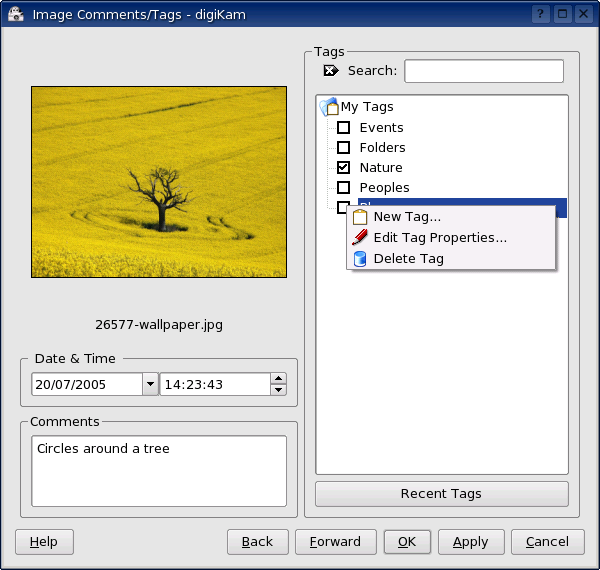 Image Comments/Tags - digiKam
26577-wallpaper.jpg
Date & Time
20/07/2005
14:23:43
Comments
Circles around a tree
Tags
Search:
My Tags
Events
Folders
Nature
Peoples
New Tag...
Edit Tag Properties...
Delete Tag
Recent Tags
Help
Back
Forward
OK
Apply
Cancel